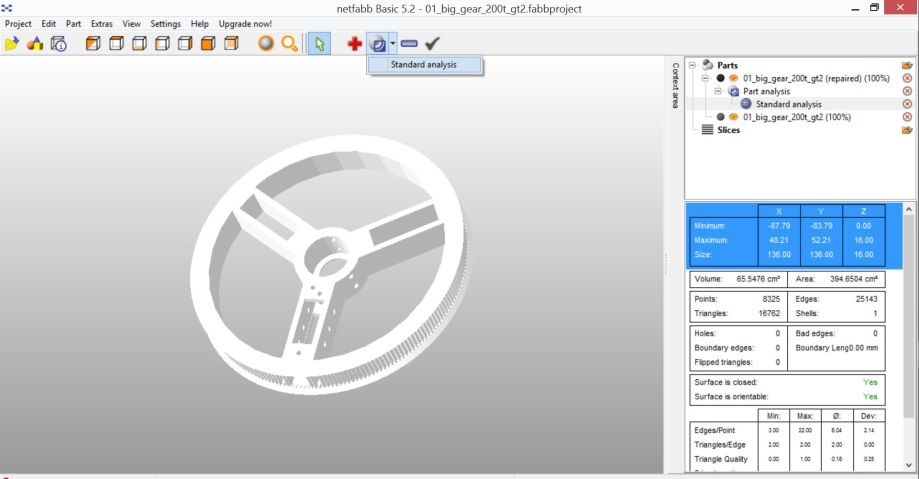 netfabb Basic 5.2 - 01_big_gear_200t_gt2.fabbproject
Project Edit Part Extras View Settings Help Upgrade now!
Standard analysis
Context area
Parts
01_big_gear_200t_gt2 (repaired) (100%)
Part analysis
Standard analysis
01_big_gear_200t_gt2 (100%)
Slices
X Y Z
Minimum: -87.79 -83.79 0.00
Maximum: 48.21 52.21 16.00
Size: 136.00 136.00 16.00
Volume: 65.5476 cm³ Area: 394.6504 cm²
Points: 8325 Edges: 25143
Triangles: 16762 Shells: 1
Holes: 0 Bad edges: 0
Boundary edges: 0 Boundary Leng0.00 mm
Flipped triangles: 0
Surface is closed: Yes
Surface is orientable: Yes
Min: Max: Ø: Dev:
Edges/Point 3.00 22.00 6.04 2.14
Triangles/Edge 2.00 2.00 2.00 0.00
Triangle Quality 0.00 1.00 0.18 0.25